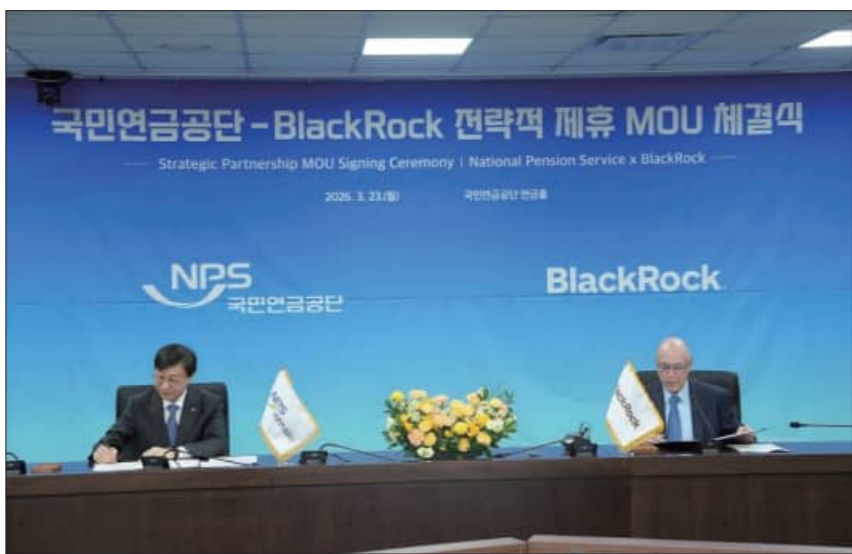 국민연금공단 - BlackRock 전략적 제휴 MOU 체결식
Strategic Partnership MOU Signing Ceremony | National Pension Service x BlackRock
2026. 3. 23.(월) 국민연금공단 연금홀
NPS
국민연금공단
BlackRock
NPS
BlackRock